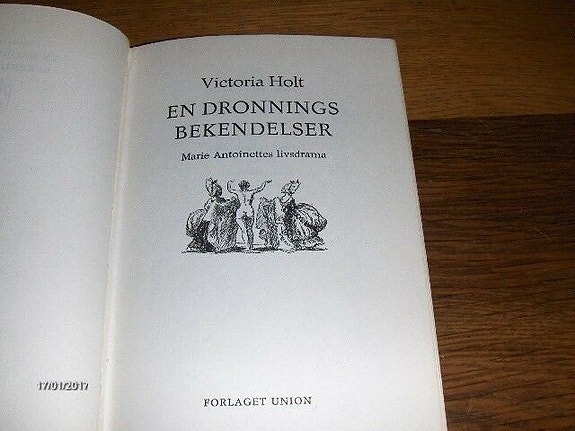 Victoria Holt
EN DRONNINGS
BEKENDELSER
Marie Antoinettes livsdrama
FORLAGET UNION
17/01/2017